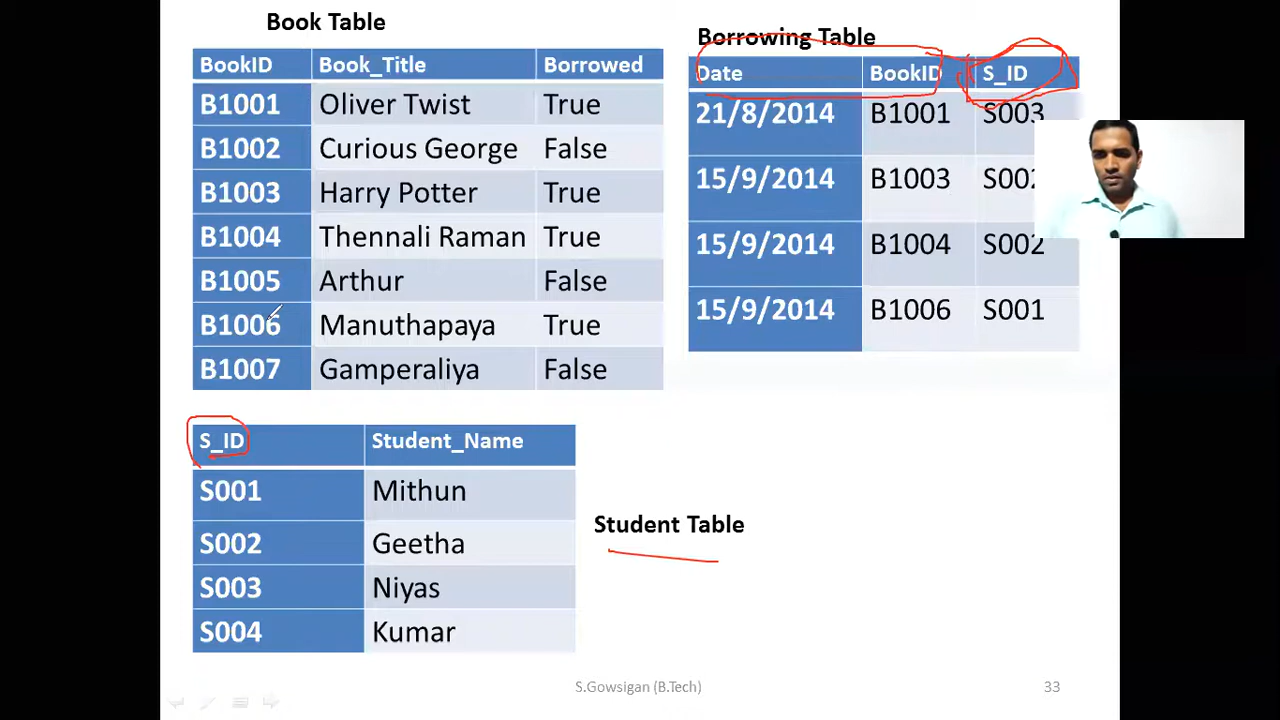 Book Table
BookID Book_Title Borrowed
B1001 Oliver Twist True
B1002 Curious George False
B1003 Harry Potter True
B1004 Thennali Raman True
B1005 Arthur False
B1006 Manuthapaya True
B1007 Gamperaliya False
Borrowing Table
Date BookID S_ID
21/8/2014 B1001 S003
15/9/2014 B1003 S002
15/9/2014 B1004 S002
15/9/2014 B1006 S001
S_ID Student_Name
S001 Mithun
S002 Geetha
S003 Niyas
S004 Kumar
Student Table
S.Gowsigan (B.Tech) 33